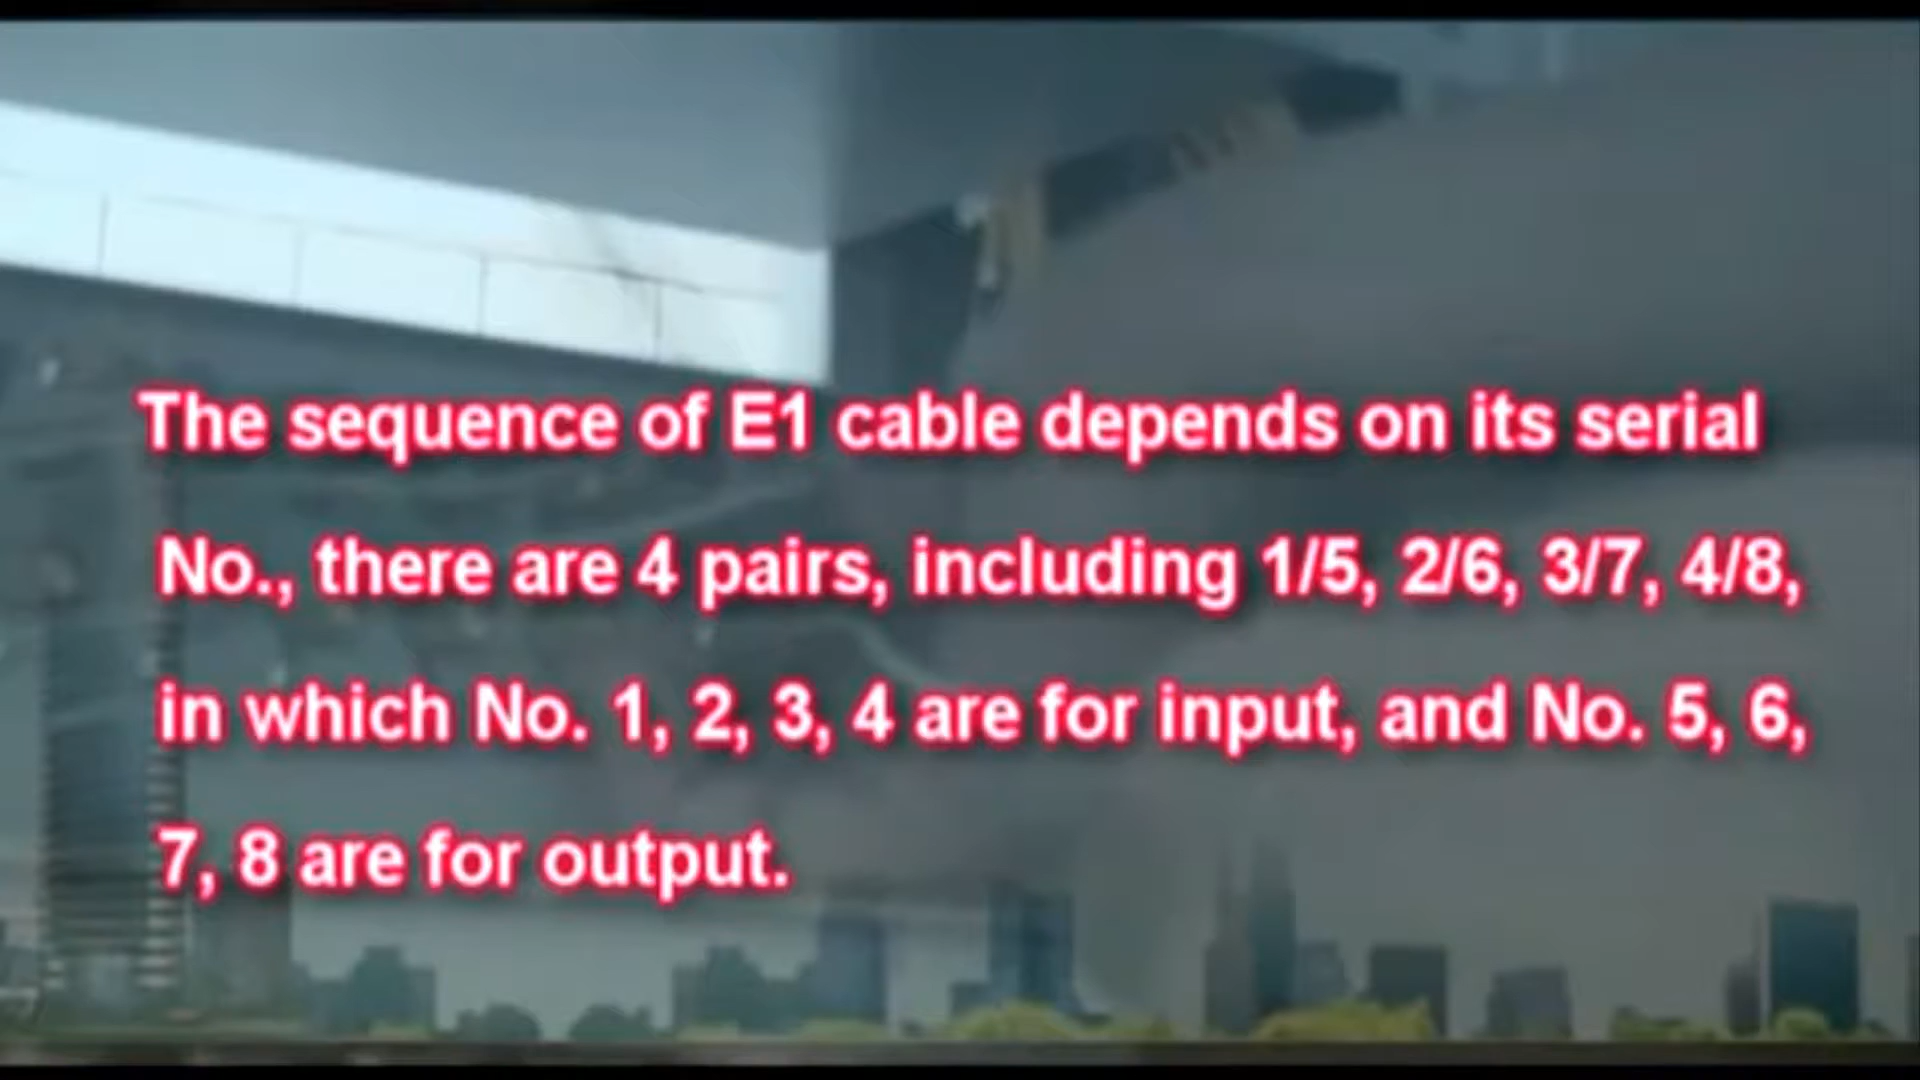 The sequence of E1 cable depends on its serial
No., there are 4 pairs, including 1/5, 2/6, 3/7, 4/8,
in which No. 1, 2, 3, 4 are for input, and No. 5, 6,
7, 8 are for output.